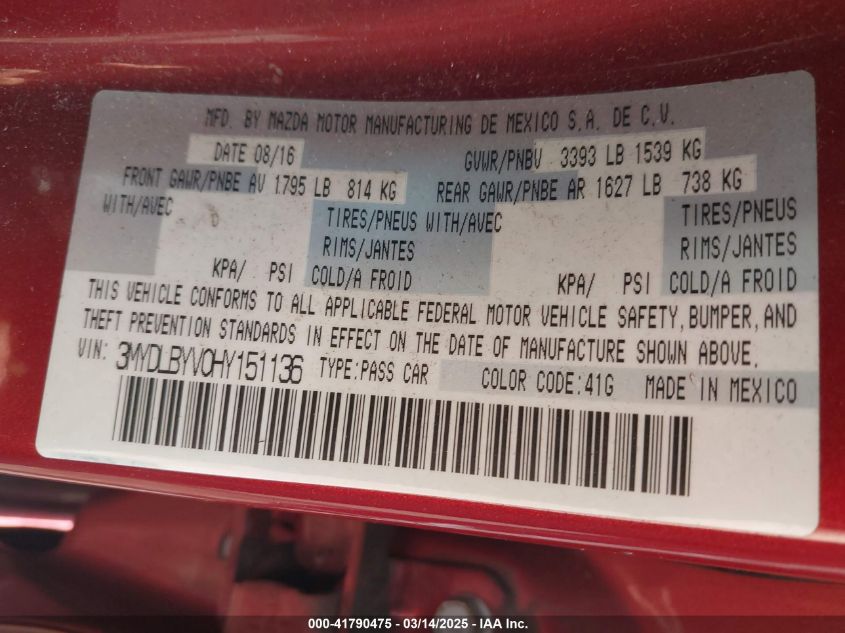 MFD. BY MAZDA MOTOR MANUFACTURING DE MEXICO S.A. DE C.V.
DATE 08/16 GVWR/PNBV 3393 LB 1539 KG
FRONT GAWR/PNBE AV 1795 LB 814 KG REAR GAWR/PNBE AR 1627 LB 738 KG
WITH/AVEC TIRES/PNEUS WITH/AVEC TIRES/PNEUS
RIMS/JANTES RIMS/JANTES
KPA/ PSI COLD/A FROID KPA/ PSI COLD/A FROID
THIS VEHICLE CONFORMS TO ALL APPLICABLE FEDERAL MOTOR VEHICLE SAFETY, BUMPER, AND
THEFT PREVENTION STANDARDS IN EFFECT ON THE DATE OF MANUFACTURE SHOWN ABOVE.
VIN: 3MYDLBYV0HY151136 TYPE:PASS CAR COLOR CODE:41G MADE IN MEXICO
000-41790475 - 03/14/2025 - IAA Inc.